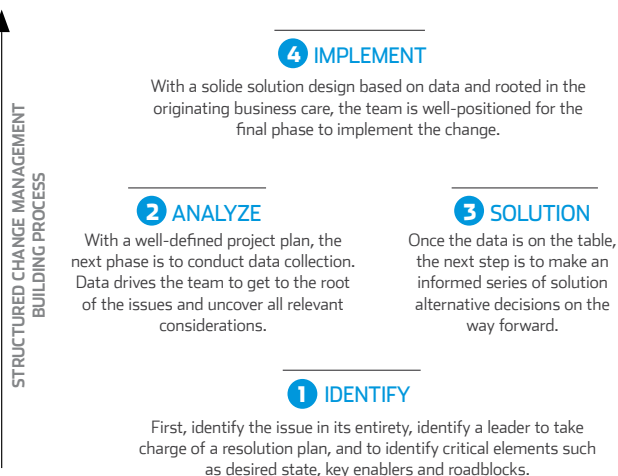 4 IMPLEMENT
With a solide solution design based on data and rooted in the
originating business care, the team is well-positioned for the
final phase to implement the change.
STRUCTURED CHANGE MANAGEMENT
BUILDING PROCESS
2 ANALYZE
With a well-defined project plan, the
next phase is to conduct data collection.
Data drives the team to get to the root
of the issues and uncover all relevant
considerations.
3 SOLUTION
Once the data is on the table,
the next step is to make an
informed series of solution
alternative decisions on the
way forward.
1 IDENTIFY
First, identify the issue in its entirety, identify a leader to take
charge of a resolution plan, and to identify critical elements such
as desired state, key enablers and roadblocks.